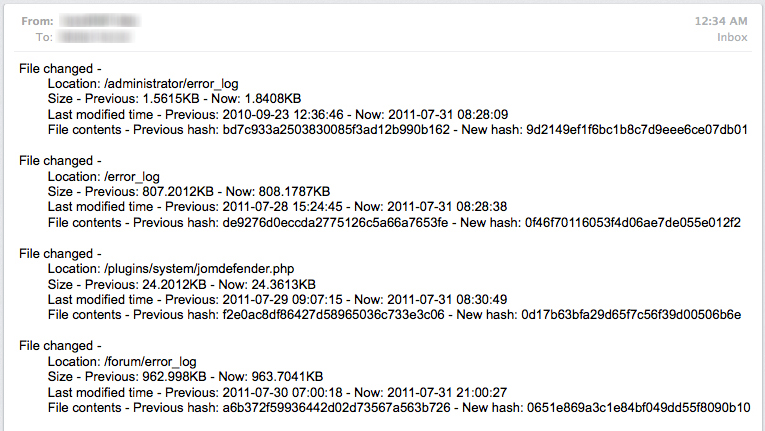 From:
12:34 AM
To:
Inbox
File changed -
Location: /administrator/error_log
Size - Previous: 1.5615KB - Now: 1.8408KB
Last modified time - Previous: 2010-09-23 12:36:46 - Now: 2011-07-31 08:28:09
File contents - Previous hash: bd7c933a2503830085f3ad12b990b162 - New hash: 9d2149ef1f6bc1b8c7d9eee6ce07db01
File changed -
Location: /error_log
Size - Previous: 807.2012KB - Now: 808.1787KB
Last modified time - Previous: 2011-07-28 15:24:45 - Now: 2011-07-31 08:28:38
File contents - Previous hash: de9276d0eccda2775126c5a66a7653fe - New hash: 0f46f70116053f4d06ae7de055e012f2
File changed -
Location: /plugins/system/jomdefender.php
Size - Previous: 24.2012KB - Now: 24.3613KB
Last modified time - Previous: 2011-07-29 09:07:15 - Now: 2011-07-31 08:30:49
File contents - Previous hash: f2e0ac8df86427d58965036c733e3c06 - New hash: 0d17b63bfa29d65f7c56f39d00506b6e
File changed -
Location: /forum/error_log
Size - Previous: 962.998KB - Now: 963.7041KB
Last modified time - Previous: 2011-07-30 07:00:18 - Now: 2011-07-31 21:00:27
File contents - Previous hash: a6b372f59936442d02d73567a563b726 - New hash: 0651e869a3c1e84bf049dd55f8090b10